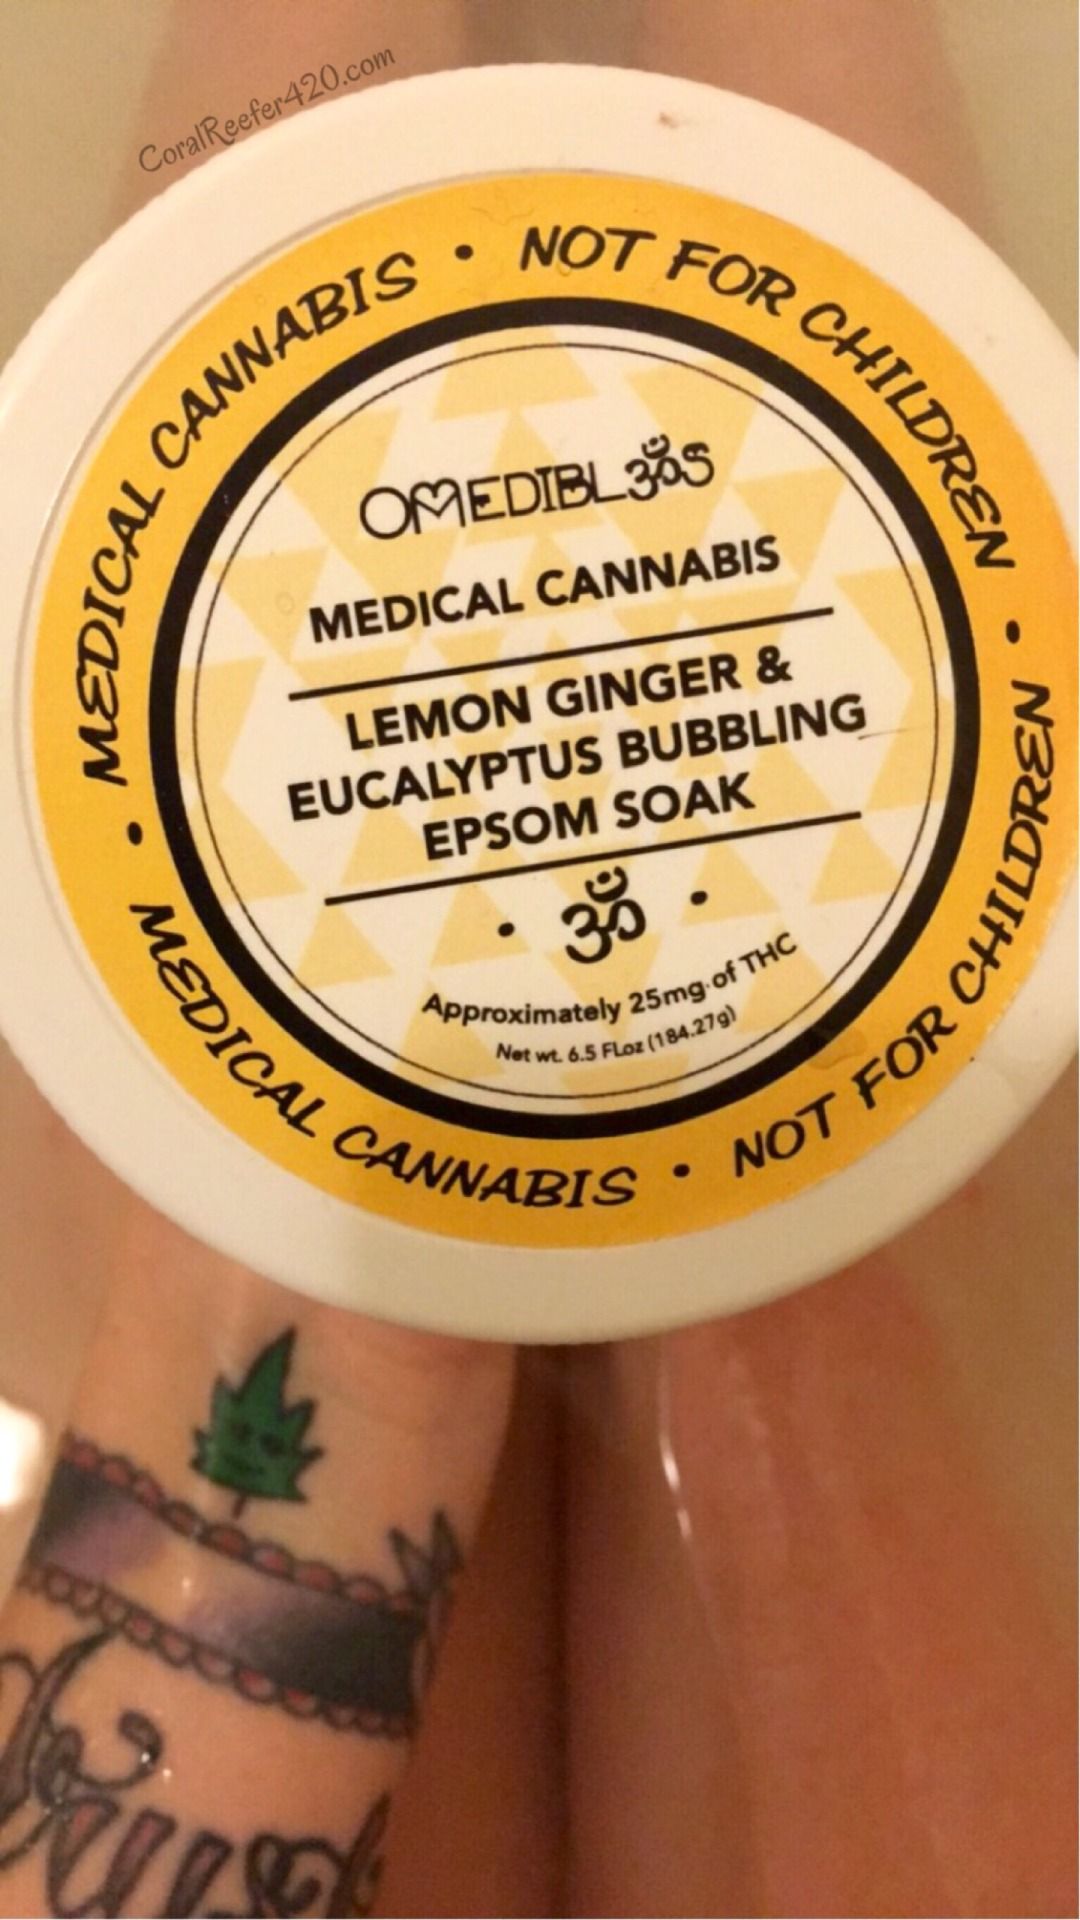 CoralReefer420.com
MEDICAL CANNABIS • NOT FOR CHILDREN •
MEDICAL CANNABIS • NOT FOR CHILDREN •
OMEDIBLॐS
MEDICAL CANNABIS
LEMON GINGER &
EUCALYPTUS BUBBLING
EPSOM SOAK
• ॐ •
Approximately 25mg of THC
Net wt. 6.5 FLoz (184.27g)